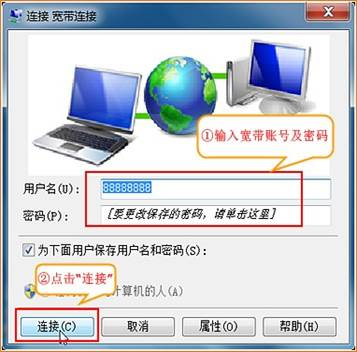 连接 宽带连接
①输入宽带账号及密码
用户名(U): 88888888
密码(P): [要更改保存的密码，请单击这里]
为下面用户保存用户名和密码(S):
②点击“连接”
计算机的人(A)
连接(C) 取消 属性(O) 帮助(H)